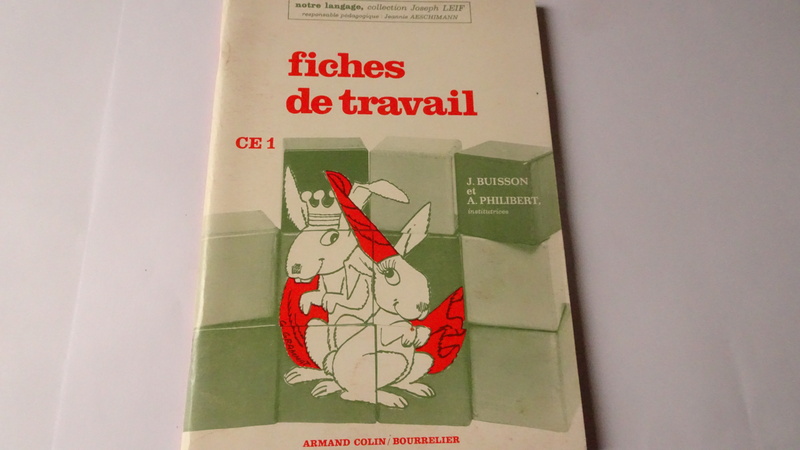 notre langage, collection Joseph LEIF
responsable pédagogique : Jeannie AESCHIMANN
fiches
de travail
CE 1
J. BUISSON
et
A. PHILIBERT,
institutrices
ARMAND COLIN/BOURRELIER